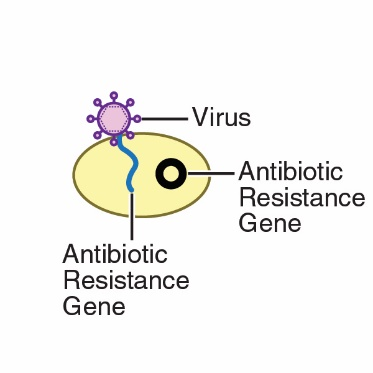 Virus
Antibiotic
Resistance
Gene
Antibiotic
Resistance
Gene